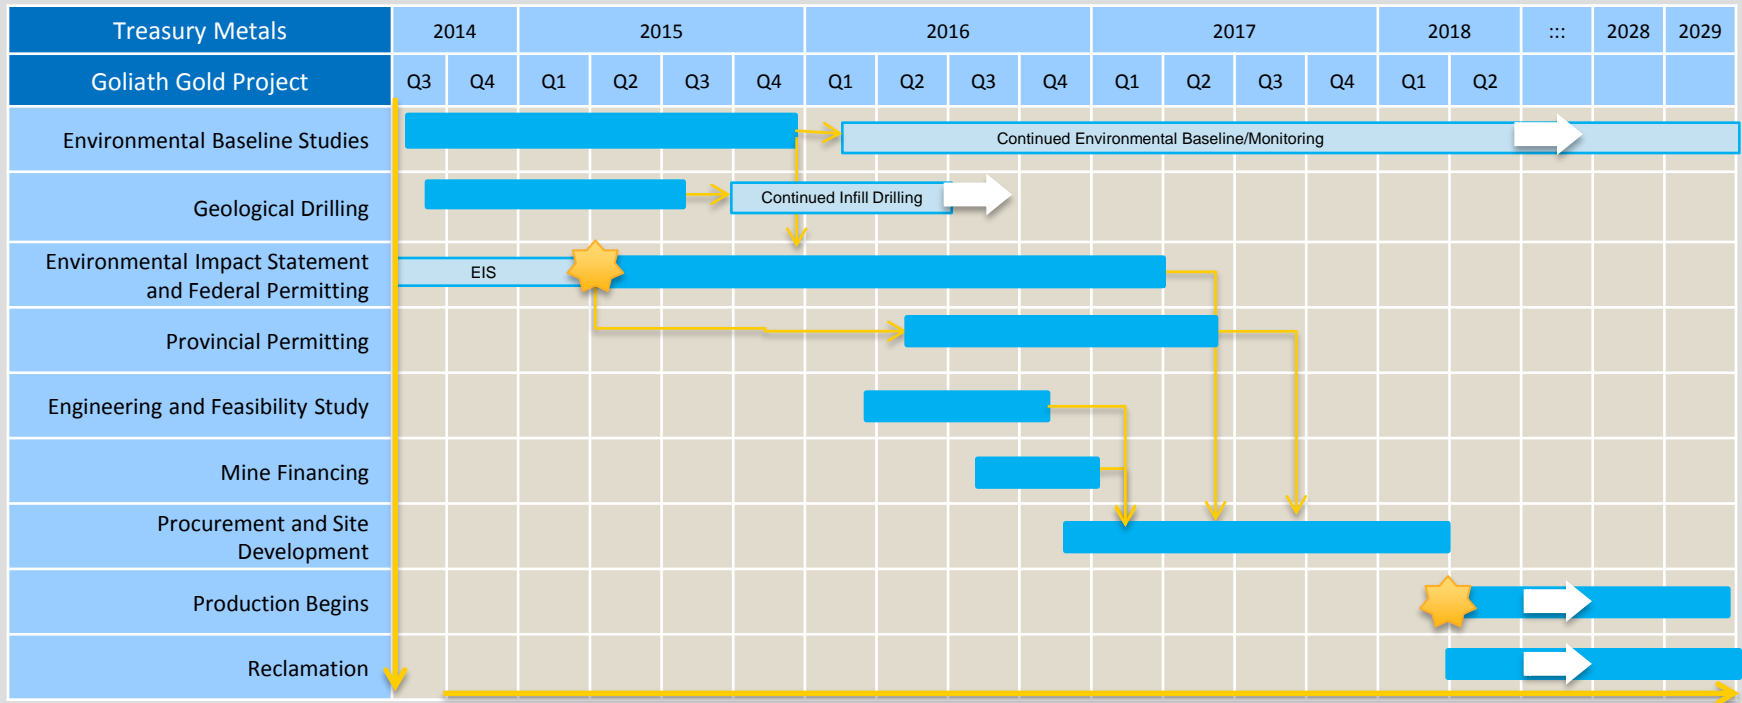 Treasury Metals
2014 2015 2016 2017 2018 ::: 2028 2029
Goliath Gold Project
Q3 Q4 Q1 Q2 Q3 Q4 Q1 Q2 Q3 Q4 Q1 Q2 Q3 Q4 Q1 Q2
Environmental Baseline Studies
Continued Environmental Baseline/Monitoring
Geological Drilling
Continued Infill Drilling
Environmental Impact Statement
and Federal Permitting
EIS
Provincial Permitting
Engineering and Feasibility Study
Mine Financing
Procurement and Site
Development
Production Begins
Reclamation